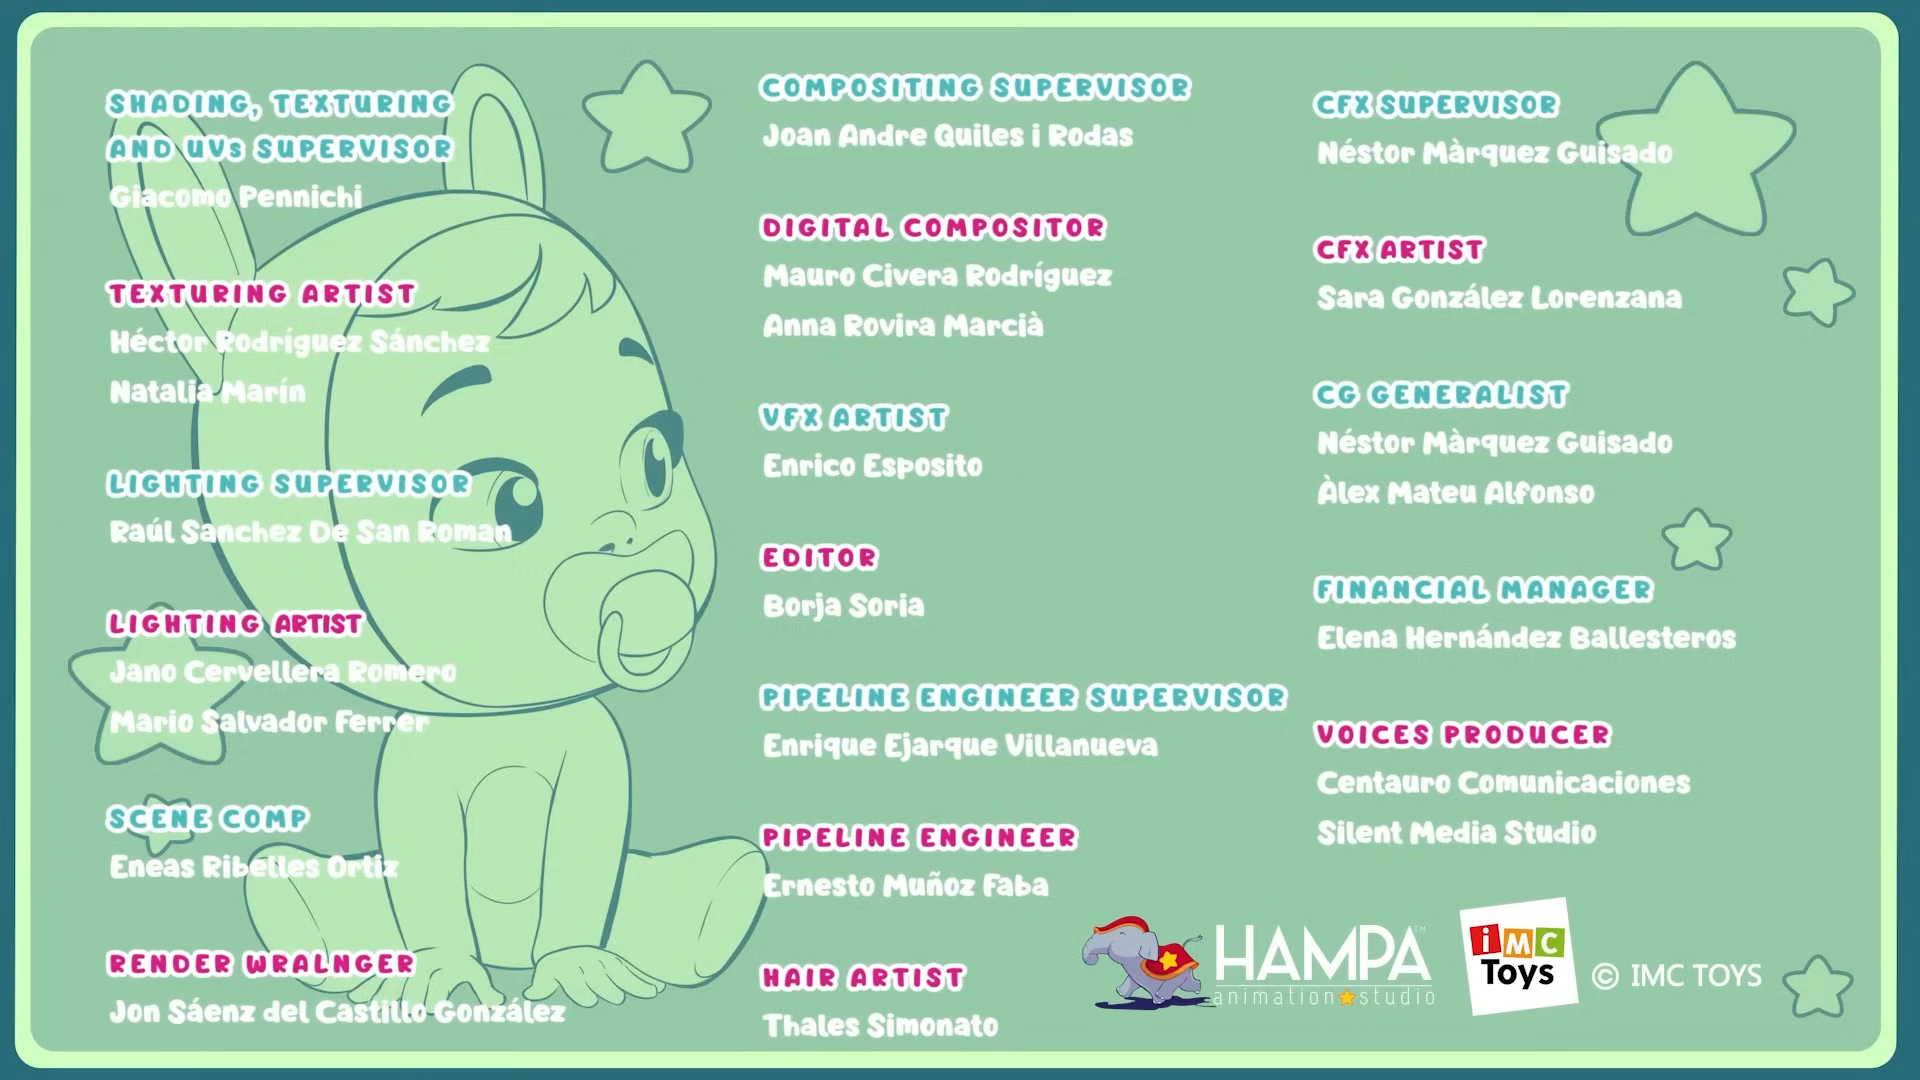 SHADING, TEXTURING
AND UVs SUPERVISOR
Giacomo Pennichi
TEXTURING ARTIST
Héctor Rodríguez Sánchez
Natalia Marín
LIGHTING SUPERVISOR
Raúl Sanchez De San Roman
LIGHTING ARTIST
Jano Cervellera Romero
Mario Salvador Ferrer
SCENE COMP
Eneas Ribelles Ortíz
RENDER WRALNGER
Jon Sáenz del Castillo González
COMPOSITING SUPERVISOR
Joan Andre Quiles i Rodas
DIGITAL COMPOSITOR
Mauro Civera Rodríguez
Anna Rovira Marcià
VFX ARTIST
Enrico Esposito
EDITOR
Borja Soria
PIPELINE ENGINEER SUPERVISOR
Enrique Ejarque Villanueva
PIPELINE ENGINEER
Ernesto Muñoz Faba
HAIR ARTIST
Thales Simonato
CFX SUPERVISOR
Néstor Màrquez Guisado
CFX ARTIST
Sara González Lorenzana
CG GENERALIST
Néstor Màrquez Guisado
Àlex Mateu Alfonso
FINANCIAL MANAGER
Elena Hernández Ballesteros
VOICES PRODUCER
Centauro Comunicaciones
Silent Media Studio
HAMPA™
animation studio
iMC
Toys
© IMC TOYS